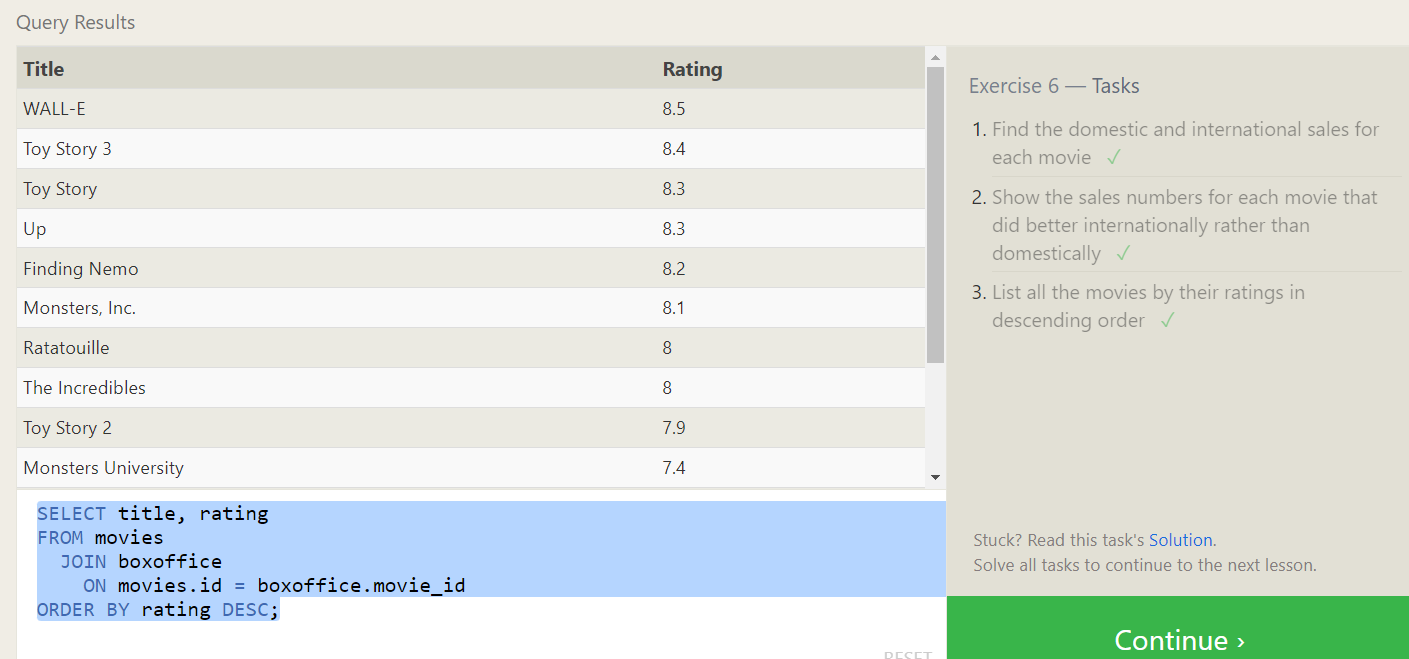 Query Results
Title Rating
WALL-E 8.5
Toy Story 3 8.4
Toy Story 8.3
Up 8.3
Finding Nemo 8.2
Monsters, Inc. 8.1
Ratatouille 8
The Incredibles 8
Toy Story 2 7.9
Monsters University 7.4
SELECT title, rating
FROM movies
  JOIN boxoffice
    ON movies.id = boxoffice.movie_id
ORDER BY rating DESC;
RESET
Exercise 6 — Tasks
1. Find the domestic and international sales for
each movie ✓
2. Show the sales numbers for each movie that
did better internationally rather than
domestically ✓
3. List all the movies by their ratings in
descending order ✓
Stuck? Read this task's Solution.
Solve all tasks to continue to the next lesson.
Continue ›